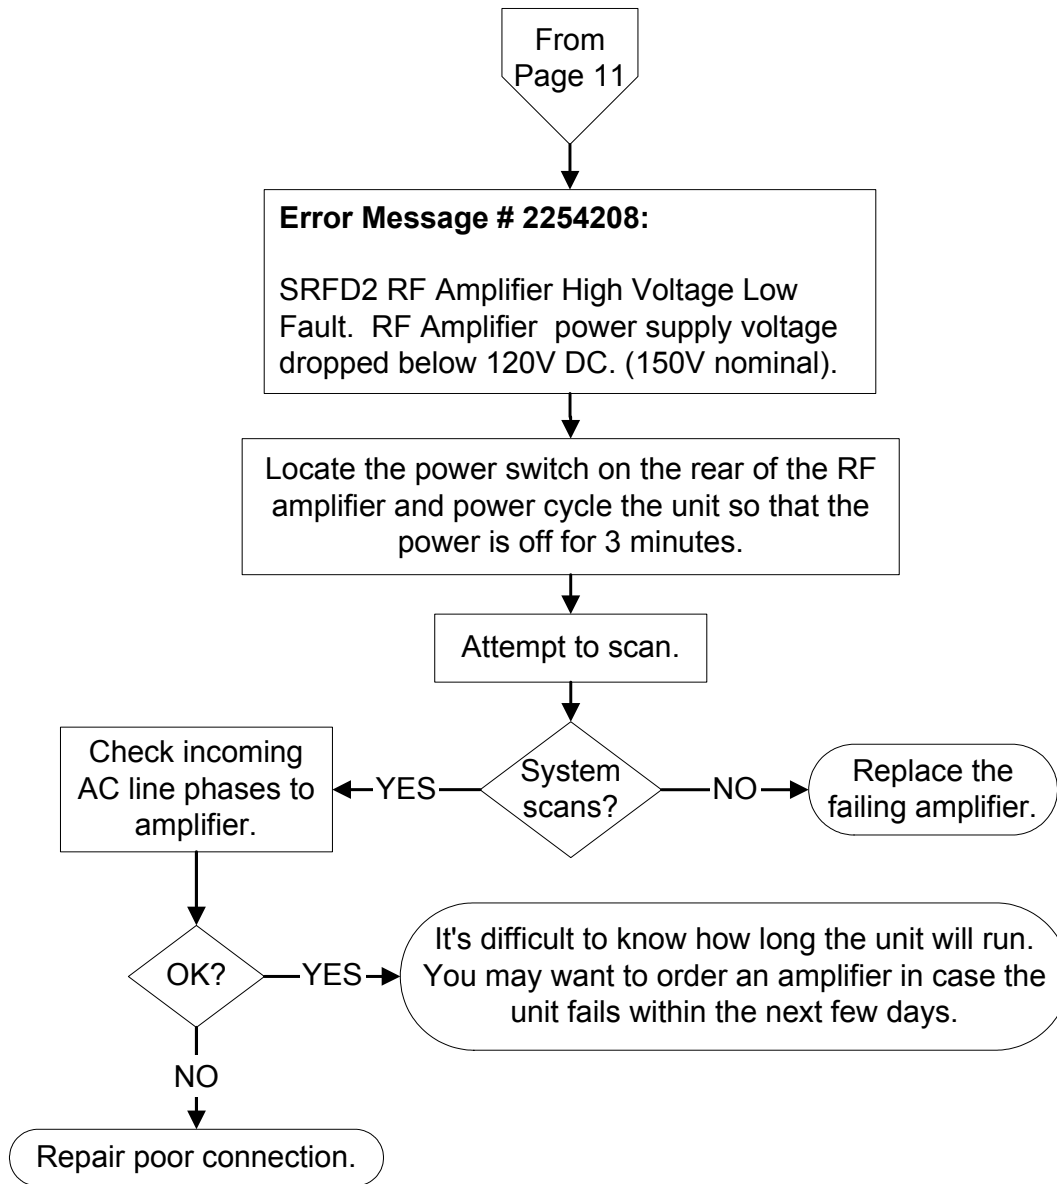 From
Page 11
Error Message # 2254208:
SRFD2 RF Amplifier High Voltage Low
Fault.  RF Amplifier  power supply voltage
dropped below 120V DC. (150V nominal).
Locate the power switch on the rear of the RF
amplifier and power cycle the unit so that the
power is off for 3 minutes.
Attempt to scan.
System
scans?
YES
NO
Check incoming
AC line phases to
amplifier.
Replace the
failing amplifier.
OK?
YES
It's difficult to know how long the unit will run.
You may want to order an amplifier in case the
unit fails within the next few days.
NO
Repair poor connection.